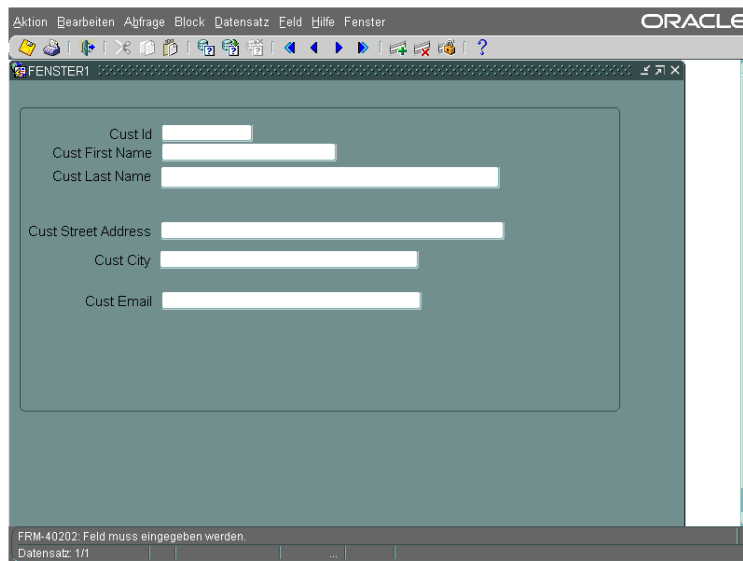 Aktion Bearbeiten Abfrage Block Datensatz Feld Hilfe Fenster
ORACLE
?
FENSTER1
Cust Id
Cust First Name
Cust Last Name
Cust Street Address
Cust City
Cust Email
FRM-40202: Feld muss eingegeben werden.
Datensatz: 1/1
...